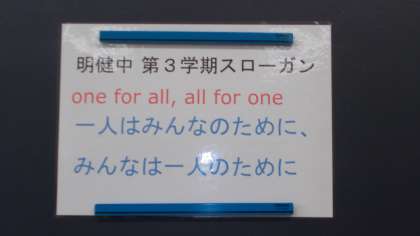 明健中 第３学期スローガン
one for all, all for one
一人はみんなのために、
みんなは一人のために